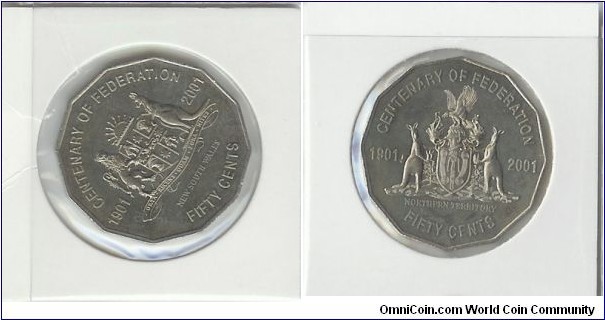 CENTENARY OF FEDERATION
1901
2001
NEW SOUTH WALES
FIFTY CENTS
CENTENARY OF FEDERATION
1901
2001
NORTHERN TERRITORY
FIFTY CENTS
OmniCoin.com World Coin Community